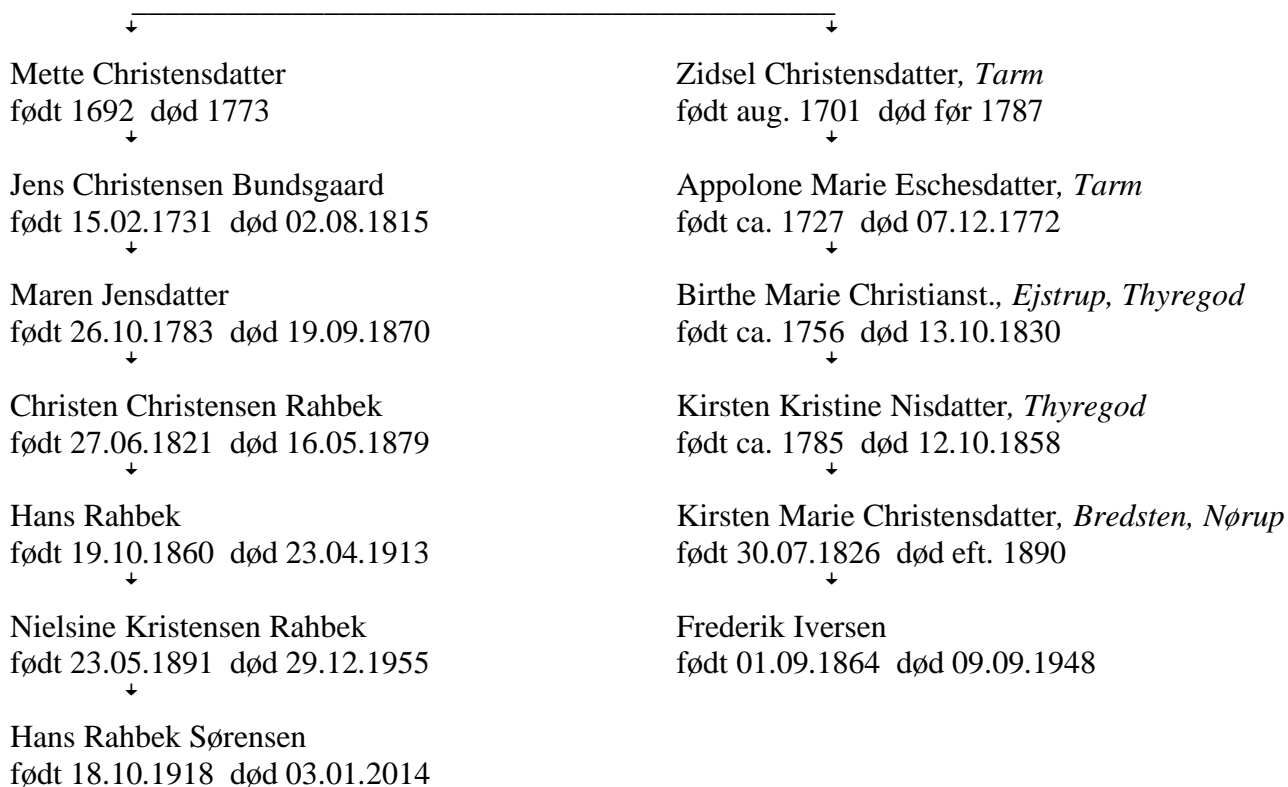 Mette Christensdatter
født 1692 død 1773
Jens Christensen Bundsgaard
født 15.02.1731 død 02.08.1815
Maren Jensdatter
født 26.10.1783 død 19.09.1870
Christen Christensen Rahbek
født 27.06.1821 død 16.05.1879
Hans Rahbek
født 19.10.1860 død 23.04.1913
Nielsine Kristensen Rahbek
født 23.05.1891 død 29.12.1955
Hans Rahbek Sørensen
født 18.10.1918 død 03.01.2014
Zidsel Christensdatter, Tarm
født aug. 1701 død før 1787
Appolone Marie Eschesdatter, Tarm
født ca. 1727 død 07.12.1772
Birthe Marie Christianst., Ejstrup, Thyregod
født ca. 1756 død 13.10.1830
Kirsten Kristine Nisdatter, Thyregod
født ca. 1785 død 12.10.1858
Kirsten Marie Christensdatter, Bredsten, Nørup
født 30.07.1826 død eft. 1890
Frederik Iversen
født 01.09.1864 død 09.09.1948